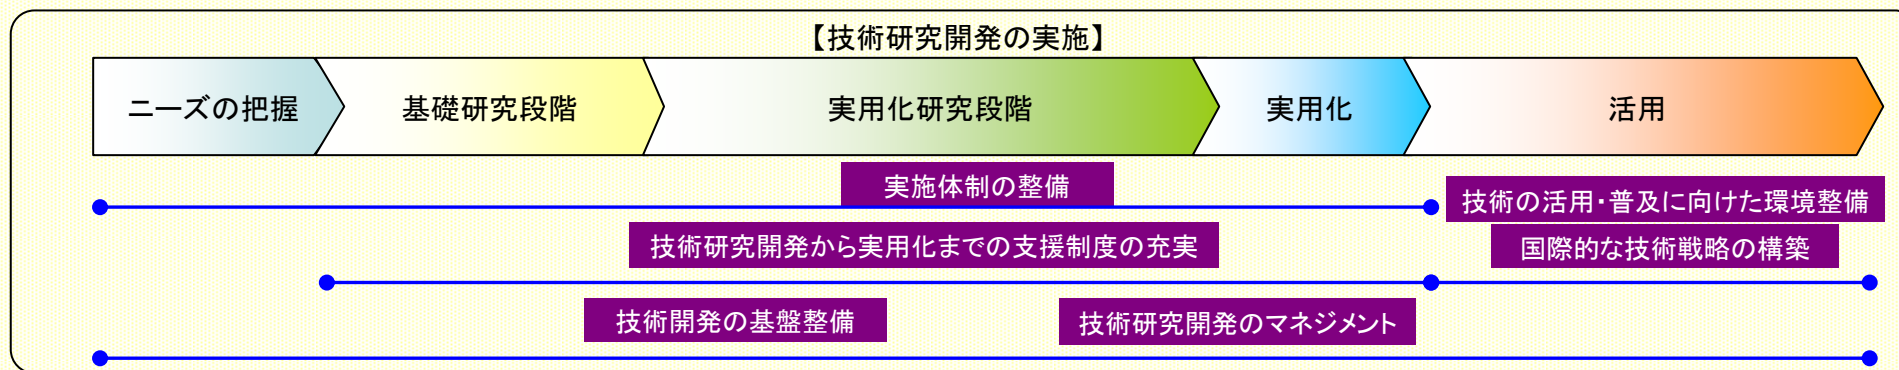 【技術研究開発の実施】
ニーズの把握
基礎研究段階
実用化研究段階
実用化
活用
実施体制の整備
技術の活用・普及に向けた環境整備
技術研究開発から実用化までの支援制度の充実
国際的な技術戦略の構築
技術開発の基盤整備
技術研究開発のマネジメント